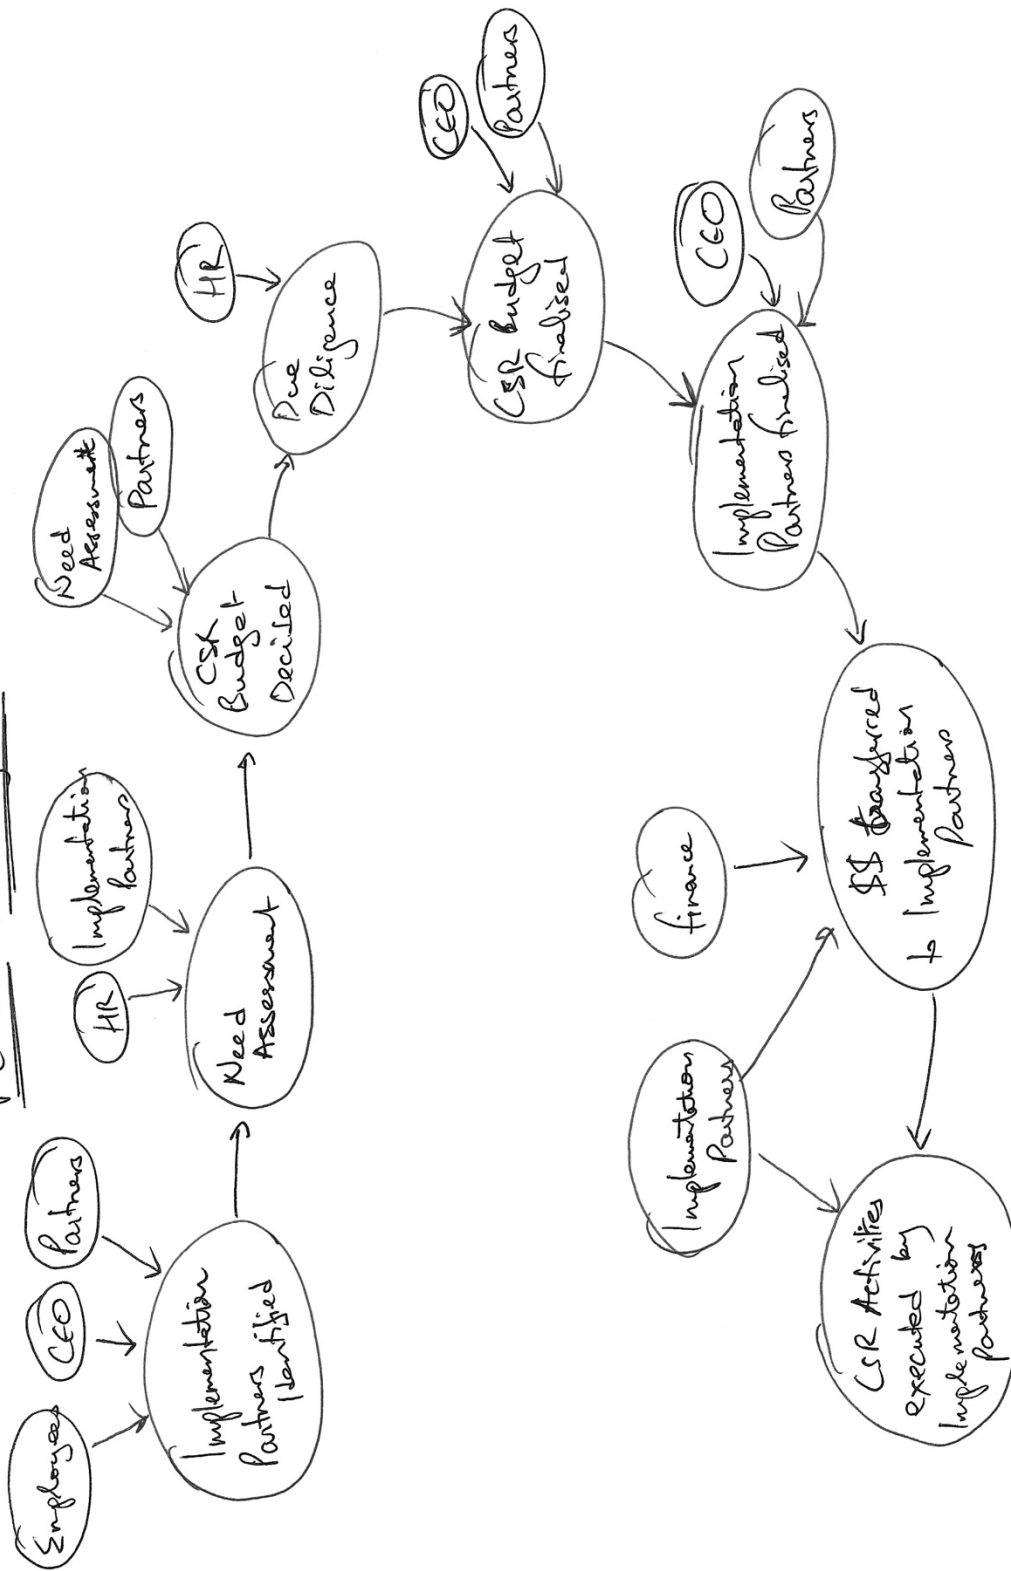 Employees
CEO
Partners
HR
Implementation
Partners
Need
Assessment
Partners
HR
Implementation
Partners
Identified
Need
Assessment
CSR
Budget
Decided
Due
Diligence
CEO
Partners
CSR Budget
finalised
CEO
Partners
Implementation
Partners finalised
finance
$$ transferred
to Implementation
Partners
Implementation
Partners
CSR Activities
executed by
Implementation
Partners